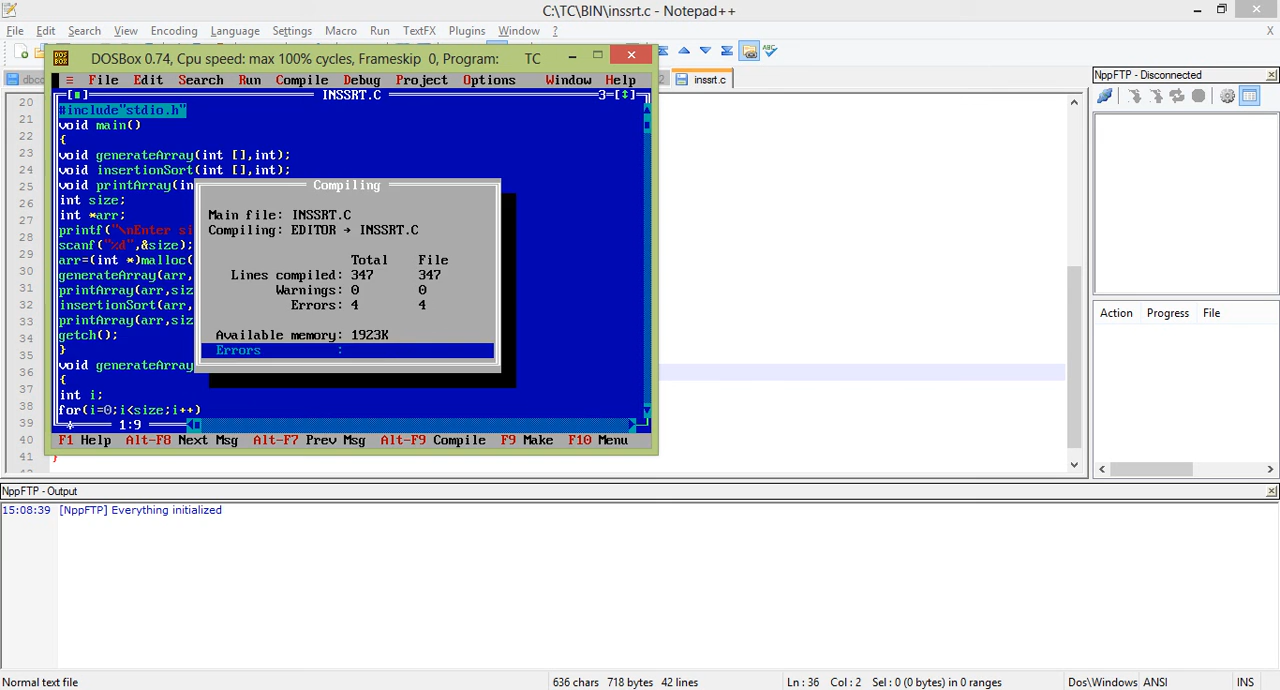 C:\TC\BIN\inssrt.c - Notepad++
File Edit Search View Encoding Language Settings Macro Run TextFX Plugins Window ?
X
DOSBox 0.74, Cpu speed: max 100% cycles, Frameskip 0, Program: TC
inssrt.c
≡ File Edit Search Run Compile Debug Project Options Window Help
INSSRT.C
3
#include"stdio.h"
void main()
{
void generateArray(int [],int);
void insertionSort(int [],int);
void printArray(in
int size;
int *arr;
printf("\nEnter si
scanf("%d",&size);
arr=(int *)malloc(
generateArray(arr,
printArray(arr,siz
insertionSort(arr,
printArray(arr,siz
getch();
}
void generateArray
{
int i;
for(i=0;i<size;i++)
1:9
Compiling
Main file: INSSRT.C
Compiling: EDITOR → INSSRT.C
Total File
Lines compiled: 347 347
Warnings: 0 0
Errors: 4 4
Available memory: 1923K
Errors :
F1 Help Alt-F8 Next Msg Alt-F7 Prev Msg Alt-F9 Compile F9 Make F10 Menu
20
21
22
23
24
25
26
27
28
29
30
31
32
33
34
35
36
37
38
39
40
41
}
NppFTP - Disconnected
Action Progress File
NppFTP - Output
15:08:39 [NppFTP] Everything initialized
Normal text file 636 chars 718 bytes 42 lines Ln : 36 Col : 2 Sel : 0 (0 bytes) in 0 ranges Dos\Windows ANSI INS